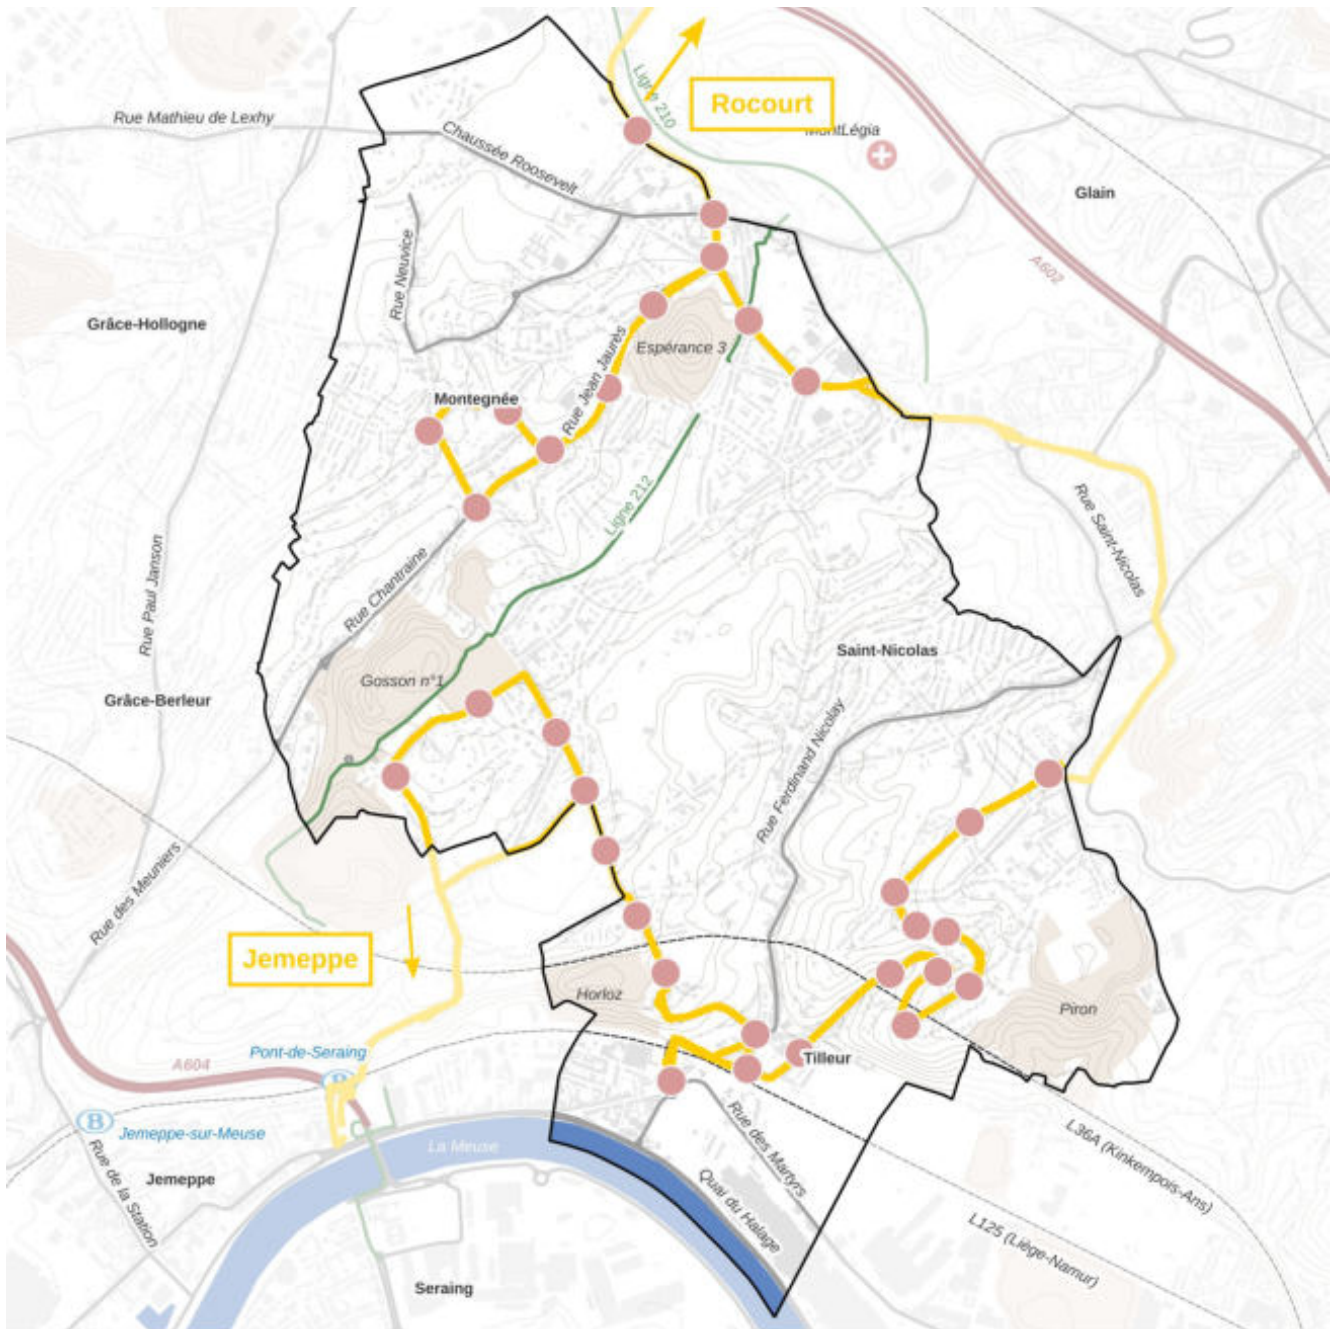 Rocourt
Ligne 210
MontLégia
Rue Mathieu de Lexhy
Chaussée Roosevelt
Glain
A602
Rue Neuvice
Grâce-Hollogne
Espérance 3
Rue Jean Jaurès
Montegnée
Ligne 212
Rue Saint-Nicolas
Rue Paul Janson
Rue Chantraine
Saint-Nicolas
Gosson n°1
Grâce-Berleur
Rue Ferdinand Nicolay
Rue des Meuniers
Jemeppe
Horloz
Piron
Pont-de-Seraing
A604
B
Tilleur
B
Jemeppe-sur-Meuse
La Meuse
Rue des Martyrs
L36A (Kinkempois-Ans)
Jemeppe
Rue de la Station
Quai du Halage
L125 (Liège-Namur)
Seraing